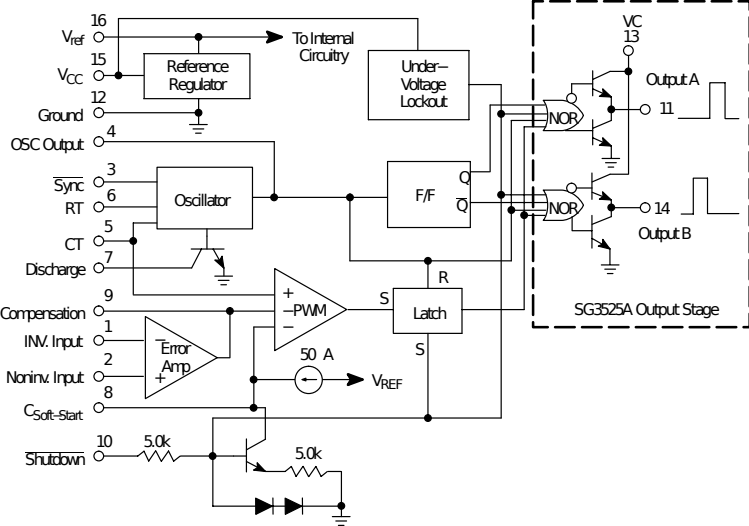 16
Vref
To Internal
Circuitry
15
VCC
Reference
Regulator
Under–
Voltage
Lockout
VC
13
Output A
11
12
Ground
NOR
4
OSC Output
3
Sync
6
RT
Oscillator
F/F
Q
Q
NOR
14
Output B
5
CT
7
Discharge
R
9
Compensation
+
–
–
PWM
S
Latch
S
SG3525A Output Stage
1
INV. Input
–
Error
Amp
+
2
Noninv. Input
50 A
VREF
8
CSoft–Start
10
Shutdown
5.0k
5.0k